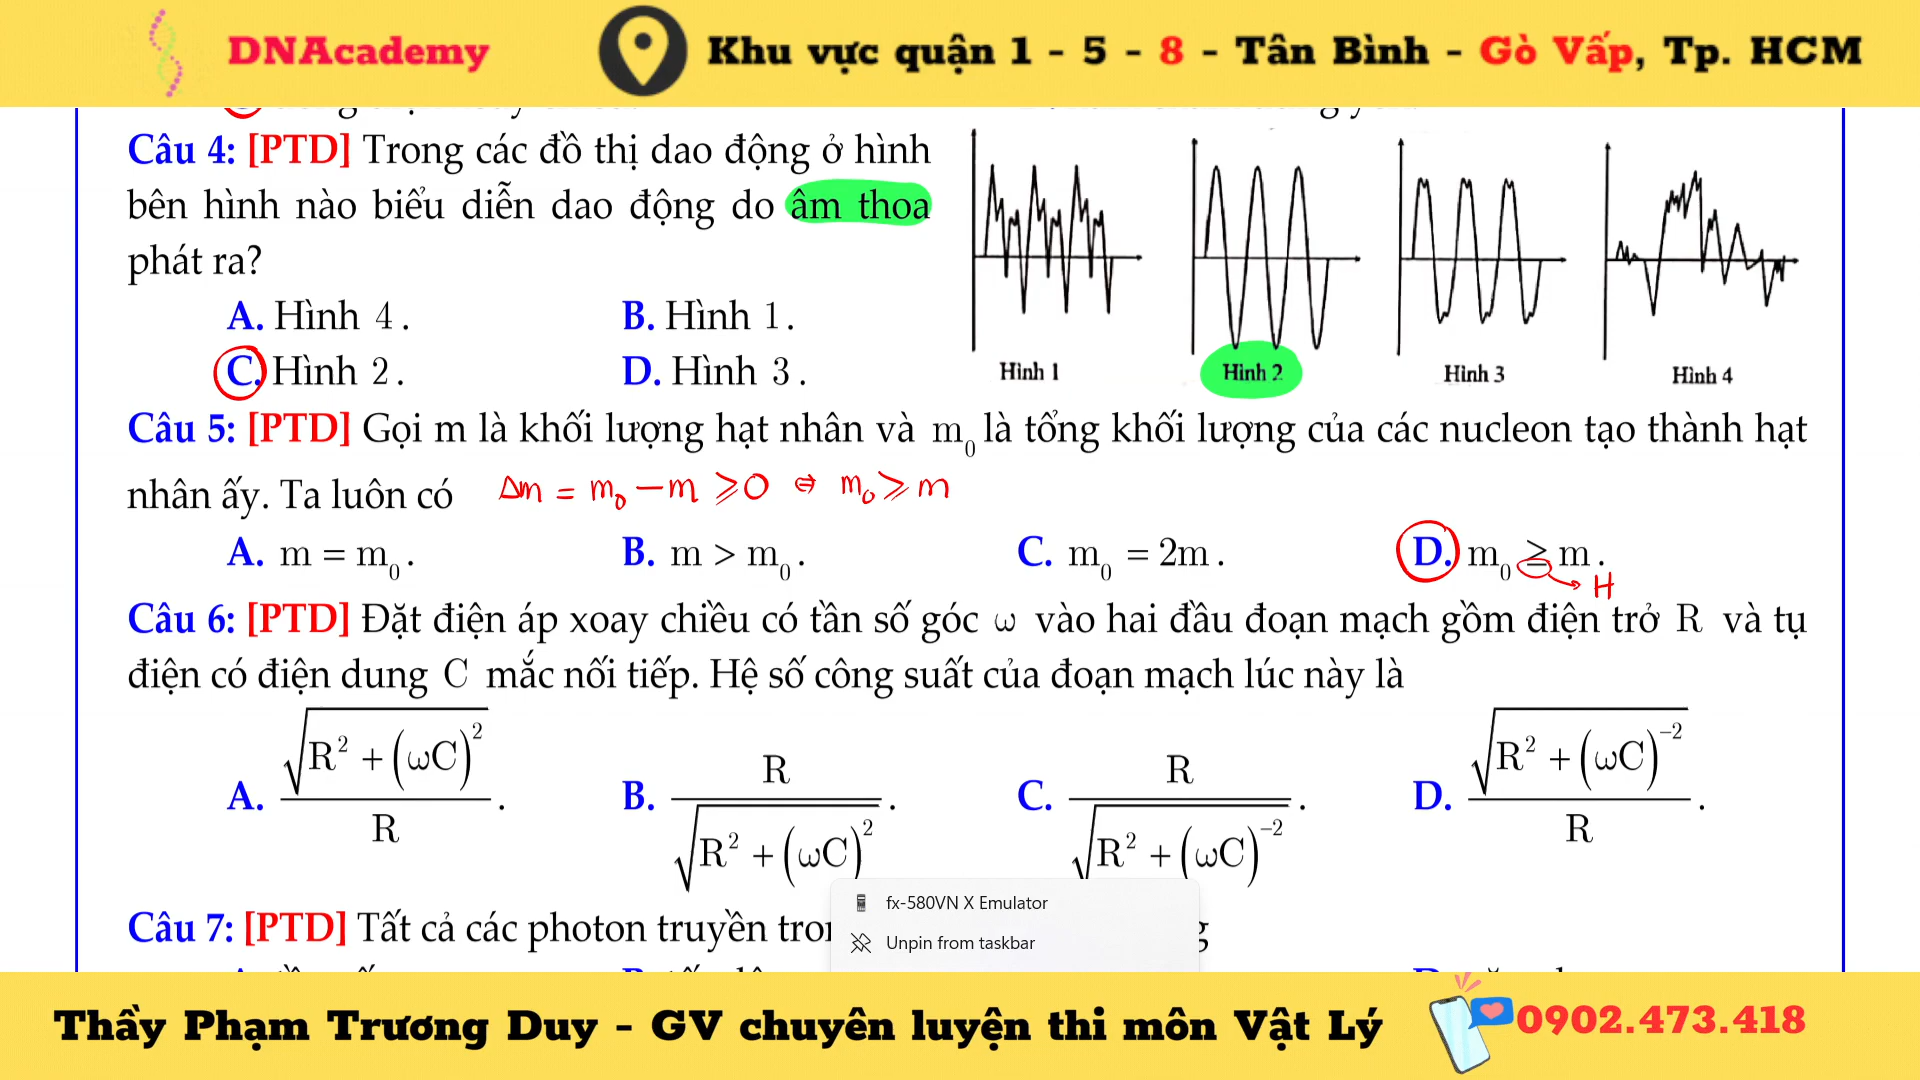 DNAcademy
Khu vực quận 1 - 5 - 8 - Tân Bình - Gò Vấp, Tp. HCM
Câu 4: [PTD] Trong các đồ thị dao động ở hình
bên hình nào biểu diễn dao động do âm thoa
phát ra?
A. Hình 4.
B. Hình 1.
C. Hình 2.
D. Hình 3.
Hình 1
Hình 2
Hình 3
Hình 4
Câu 5: [PTD] Gọi m là khối lượng hạt nhân và m₀ là tổng khối lượng của các nucleon tạo thành hạt
nhân ấy. Ta luôn có Δm = m₀ − m ⩾ 0 ⇔ m₀ ⩾ m
A. m = m₀.
B. m > m₀.
C. m₀ = 2m.
D. m₀ ≥ m.
H
Câu 6: [PTD] Đặt điện áp xoay chiều có tần số góc ω vào hai đầu đoạn mạch gồm điện trở R và tụ
điện có điện dung C mắc nối tiếp. Hệ số công suất của đoạn mạch lúc này là
A. √(R² + (ωC)²) / R.
B. R / √(R² + (ωC)²).
C. R / √(R² + (ωC)⁻²).
D. √(R² + (ωC)⁻²) / R.
fx-580VN X Emulator
Unpin from taskbar
Câu 7: [PTD] Tất cả các photon truyền
Thầy Phạm Trương Duy - GV chuyên luyện thi môn Vật Lý
0902.473.418